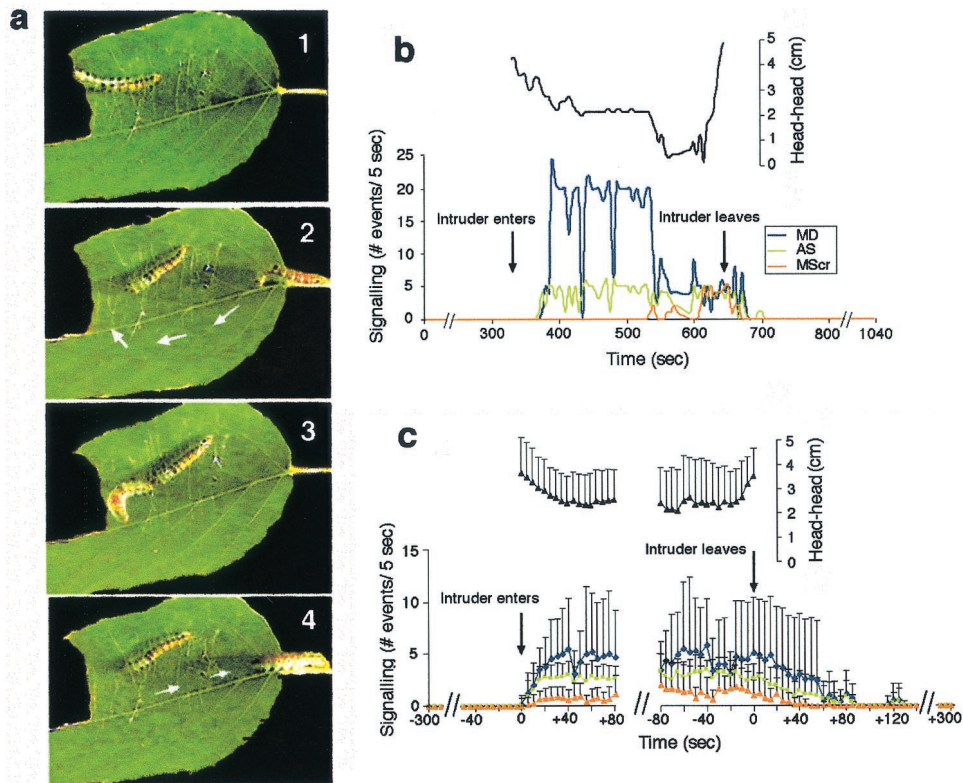 a
1
2
3
4
b
5
4
3
2
1
0
Head-head (cm)
25
20
15
10
5
0
Signalling (# events/ 5 sec)
Intruder enters
Intruder leaves
MD
AS
MScr
0 300 400 500 600 700 800 1040
Time (sec)
c
5
4
3
2
1
0
Head-head (cm)
15
10
5
0
Signalling (# events/ 5 sec)
Intruder enters
Intruder leaves
-300 -40 0 +40 +80 -80 -40 0 +40 +80 +120 +300
Time (sec)